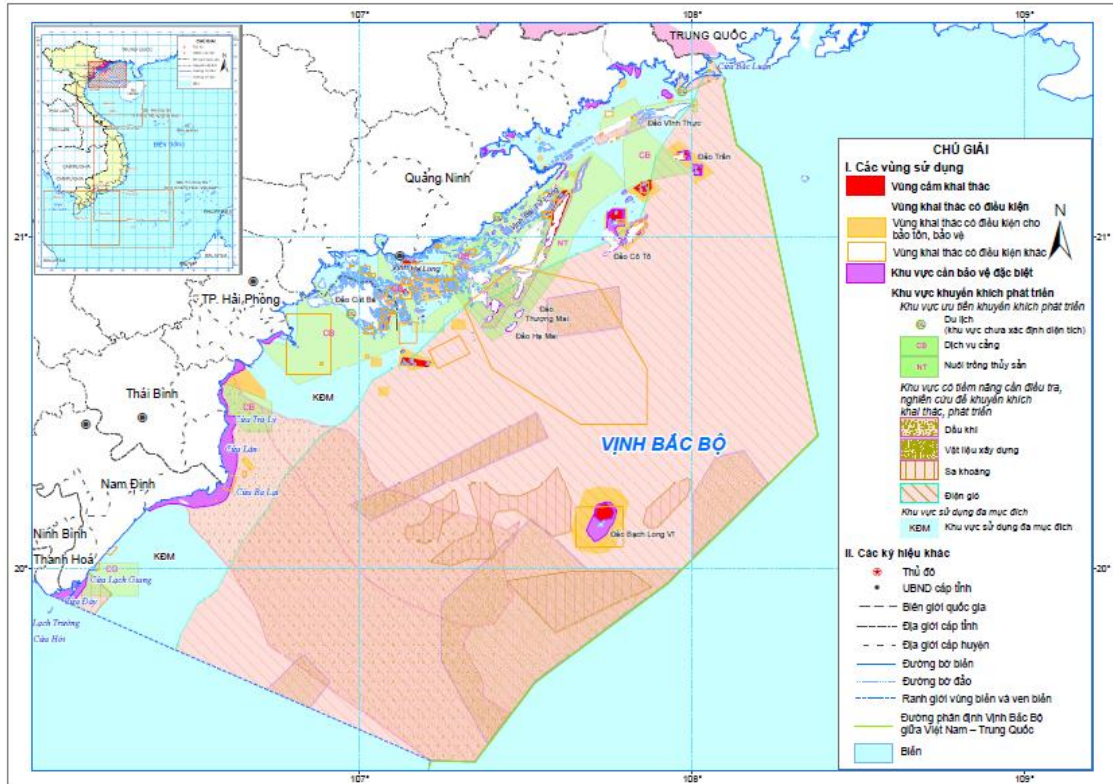 107°
108°
109°
TRUNG QUỐC
Cửa Bắc Luân
Đảo Vĩnh Thực
CB
Đảo Trần
Quảng Ninh
21°
21°
NT
Đảo Cô Tô
Hạ Long
TP. Hải Phòng
Đảo Cát Bà
Đảo
Thượng Mai
Đảo Hạ Mai
CB
KĐM
Thái Bình
CB
Cửa Trà Lý
Cửa Lân
VỊNH BẮC BỘ
Nam Định
Cửa Ba Lạt
Đảo Bạch Long Vĩ
Ninh Bình
KĐM
20°
20°
Thanh Hoá
CB
Cửa Lạch Giang
Cửa Đáy
Lạch Trường
Cửa Hới
107°
108°
109°
CHÚ GIẢI
I. Các vùng sử dụng
Vùng cấm khai thác
Vùng khai thác có điều kiện
Vùng khai thác có điều kiện cho
bảo tồn, bảo vệ
Vùng khai thác có điều kiện khác
Khu vực cần bảo vệ đặc biệt
Khu vực khuyến khích phát triển
Khu vực ưu tiên khuyến khích phát triển
Du lịch
(khu vực chưa xác định diện tích)
CB Dịch vụ cảng
NT Nuôi trồng thủy sản
Khu vực có tiềm năng cần điều tra,
nghiên cứu để khuyến khích
khai thác, phát triển
Dầu khí
Vật liệu xây dựng
Sa khoáng
Điện gió
Khu vực sử dụng đa mục đích
KĐM Khu vực sử dụng đa mục đích
N
II. Các ký hiệu khác
Thủ đô
UBND cấp tỉnh
Biên giới quốc gia
Địa giới cấp tỉnh
Địa giới cấp huyện
Đường bờ biển
Đường bờ đảo
Ranh giới vùng biển và ven biển
Đường phân định Vịnh Bắc Bộ
giữa Việt Nam – Trung Quốc
Biển